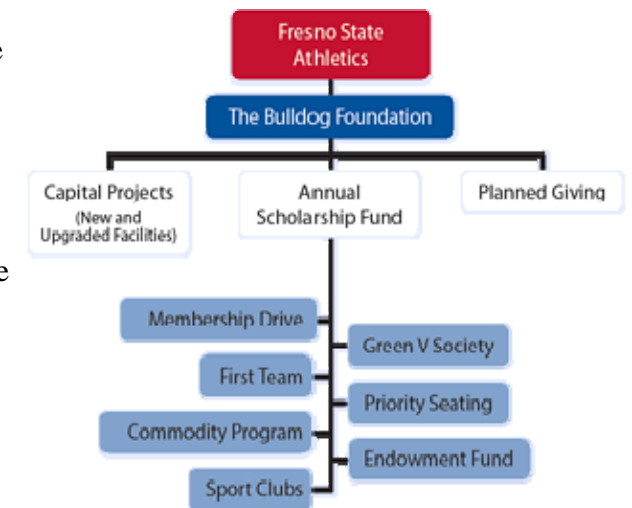 Fresno State
Athletics
The Bulldog Foundation
Capital Projects
(New and
Upgraded Facilities)
Annual
Scholarship Fund
Planned Giving
Membership Drive
Green V Society
First Team
Priority Seating
Commodity Program
Endowment Fund
Sport Clubs
e
e